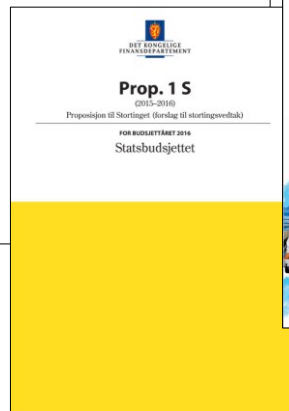 DET KONGELIGE
FINANSDEPARTEMENT
Prop. 1 S
(2015–2016)
Proposisjon til Stortinget (forslag til stortingsvedtak)
FOR BUDSJETTÅRET 2016
Statsbudsjettet